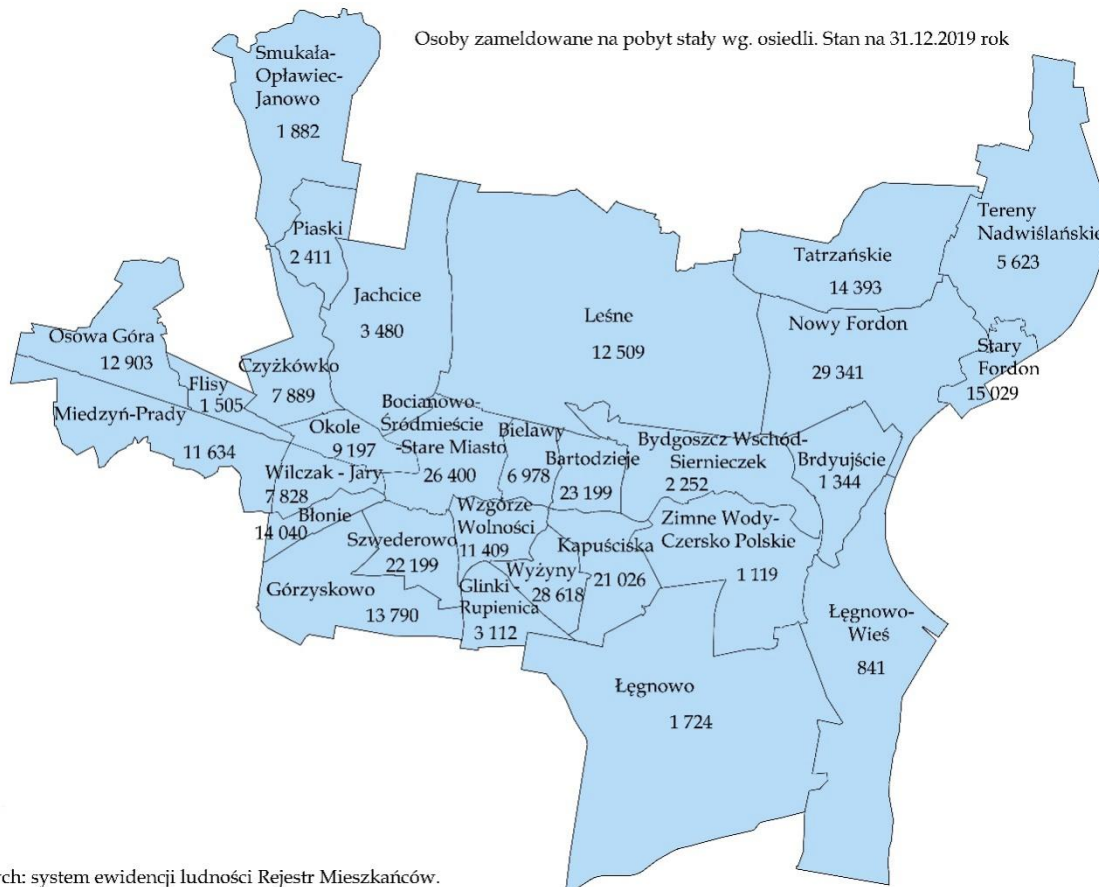 Osoby zameldowane na pobyt stały wg. osiedli. Stan na 31.12.2019 rok
Smukała-
Opławiec-
Janowo
1 882
Piaski
2 411
Jachcice
3 480
Leśne
12 509
Tatrzańskie
14 393
Tereny
Nadwiślańskie
5 623
Nowy Fordon
29 341
Stary
Fordon
15 029
Osowa Góra
12 903
Flisy
1 505
Czyżkówko
7 889
Miedzyń-Prady
11 634
Okole
9 197
Bocianowo-
Śródmieście
-Stare Miasto
26 400
Bielawy
6 978
Bartodzieje
23 199
Bydgoszcz Wschód-
Siernieczek
2 252
Brdyujście
1 344
Wilczak - Jary
7 828
Błonie
14 040
Szwederowo
22 199
Wzgórze
Wolności
11 409
Kapuściska
21 026
Zimne Wody-
Czersko Polskie
1 119
Górzyskowo
13 790
Glinki -
Rupienica
3 112
Wyżyny
28 618
Łęgnowo
1 724
Łęgnowo-
Wieś
841
ych: system ewidencji ludności Rejestr Mieszkańców.